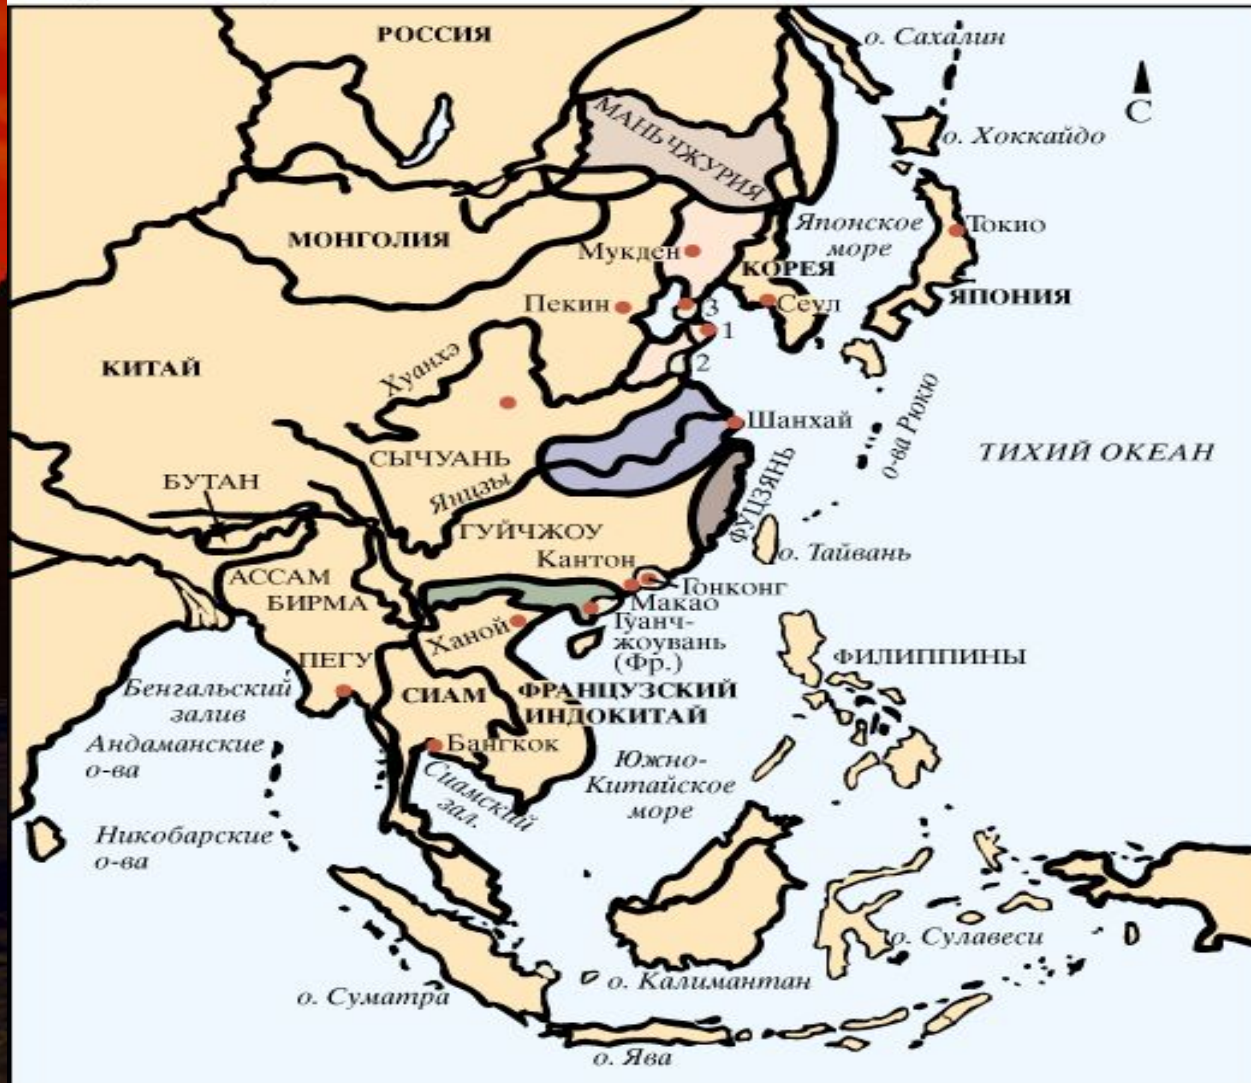 РОССИЯ
о. Сахалин
С
МАНЬЧЖУРИЯ
о. Хоккайдо
МОНГОЛИЯ
Мукден
Японское
море
Токио
КОРЕЯ
Пекин
3
Сеул
ЯПОНИЯ
1
КИТАЙ
Хуанхэ
2
Шанхай
о-ва Рюкю
СЫЧУАНЬ
ТИХИЙ ОКЕАН
БУТАН
Янцзы
ФУЦЗЯНЬ
ГУЙЧЖОУ
Кантон
о. Тайвань
АССАМ
Гонконг
БИРМА
Макао
Ханой
Гуанч-
жоувань
(Фр.)
ПЕГУ
ФИЛИППИНЫ
Бенгальский
залив
СИАМ
ФРАНЦУЗСКИЙ
ИНДОКИТАЙ
Андаманские
о-ва
Бангкок
Сиамский
зал.
Южно-
Китайское
море
Никобарские
о-ва
о. Сулавеси
о. Суматра
о. Калимантан
о. Ява